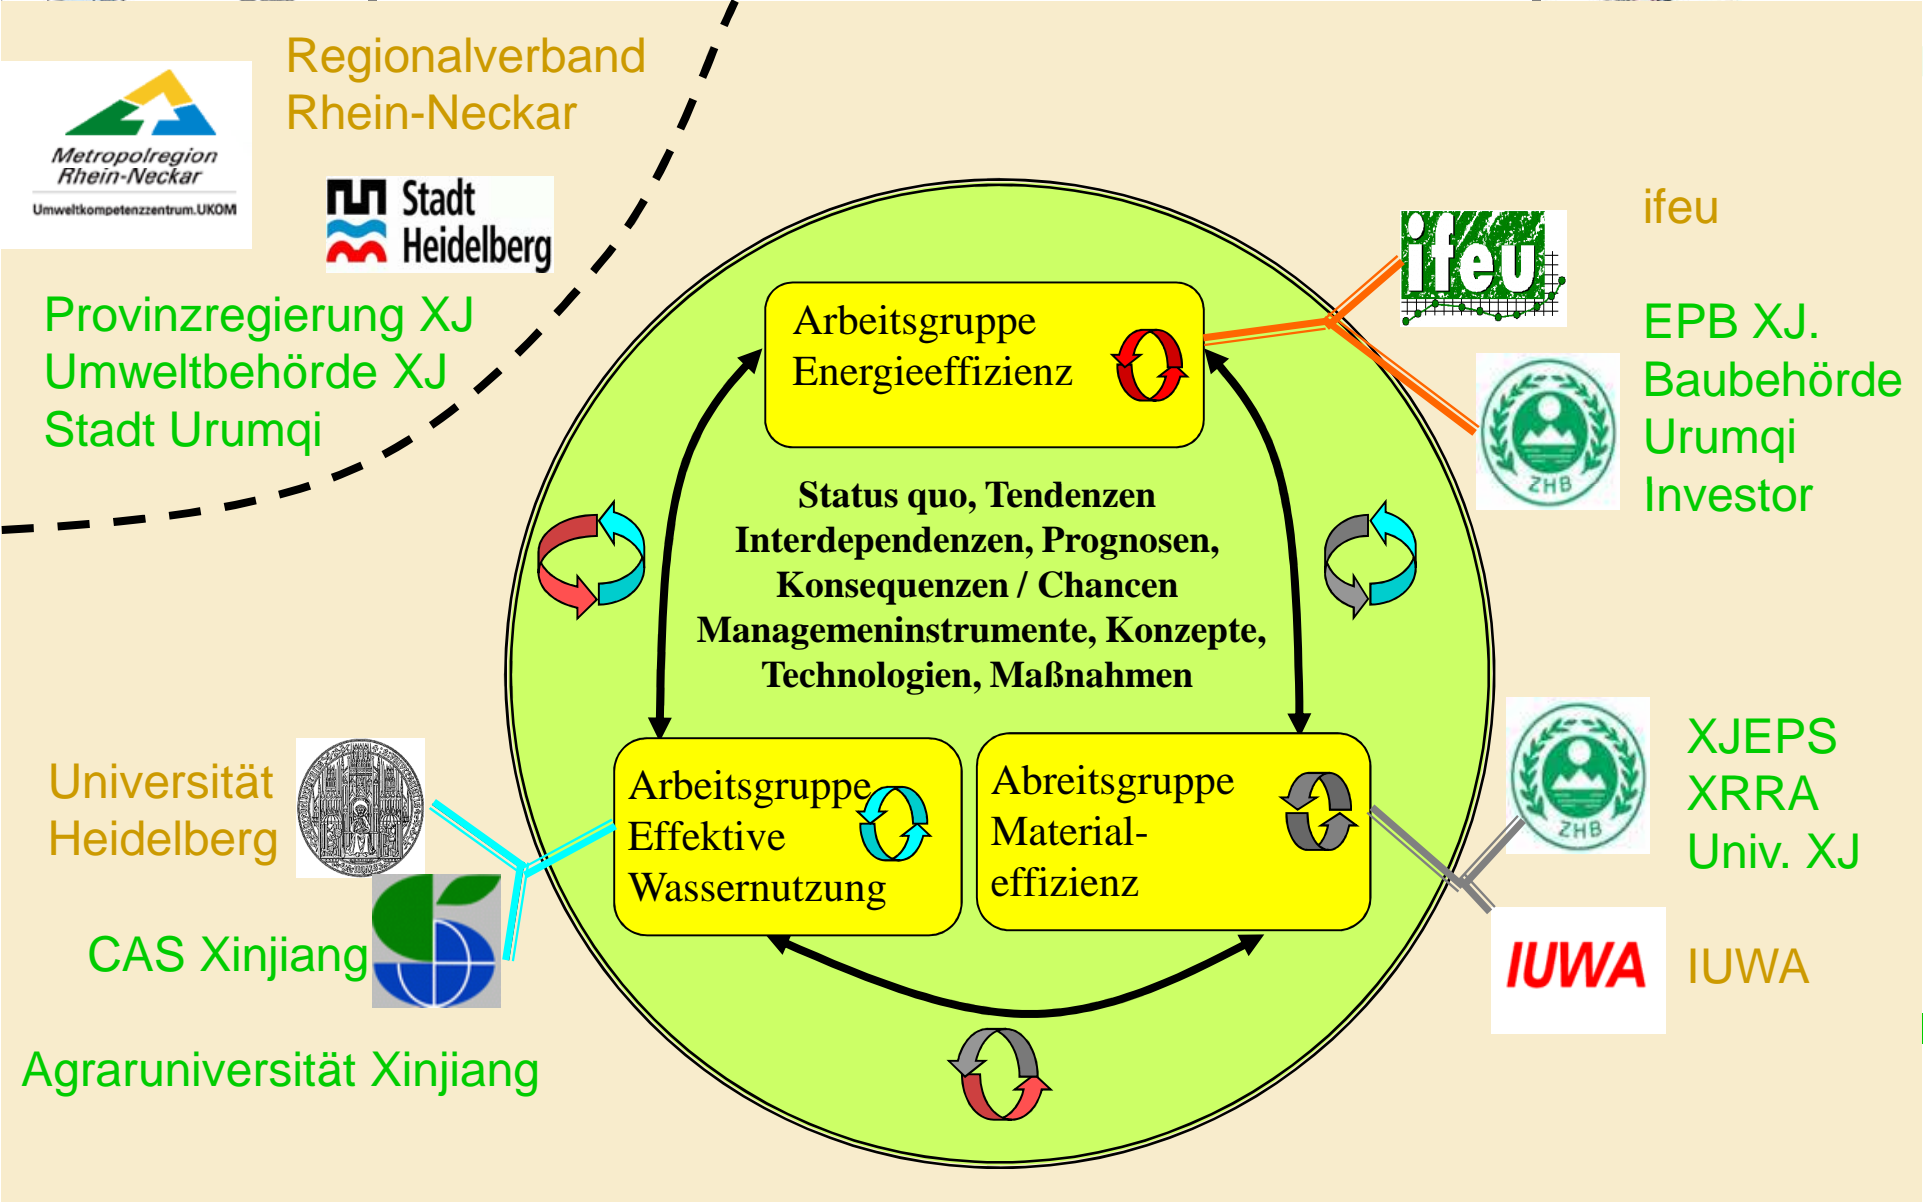 Regionalverband
Rhein-Neckar
Metropolregion
Rhein-Neckar
Umweltkompetenzzentrum.UKOM
Stadt
Heidelberg
Provinzregierung XJ
Umweltbehörde XJ
Stadt Urumqi
Arbeitsgruppe
Energieeffizienz
ifeu
ifeu
EPB XJ.
Baubehörde
Urumqi
Investor
ZHB
Status quo, Tendenzen
Interdependenzen, Prognosen,
Konsequenzen / Chancen
Managemeninstrumente, Konzepte,
Technologien, Maßnahmen
Universität
Heidelberg
CAS Xinjiang
Agraruniversität Xinjiang
Arbeitsgruppe
Effektive
Wassernutzung
Abreitsgruppe
Material-
effizienz
ZHB
XJEPS
XRRA
Univ. XJ
IUWA
IUWA